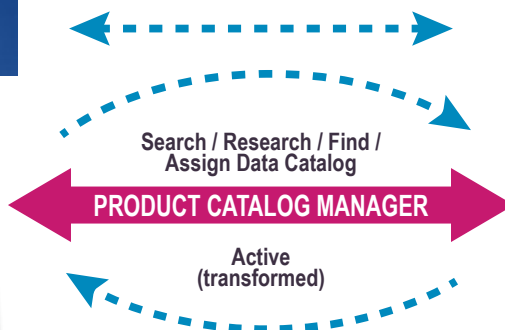 Search / Research / Find /
Assign Data Catalog
PRODUCT CATALOG MANAGER
Active
(transformed)